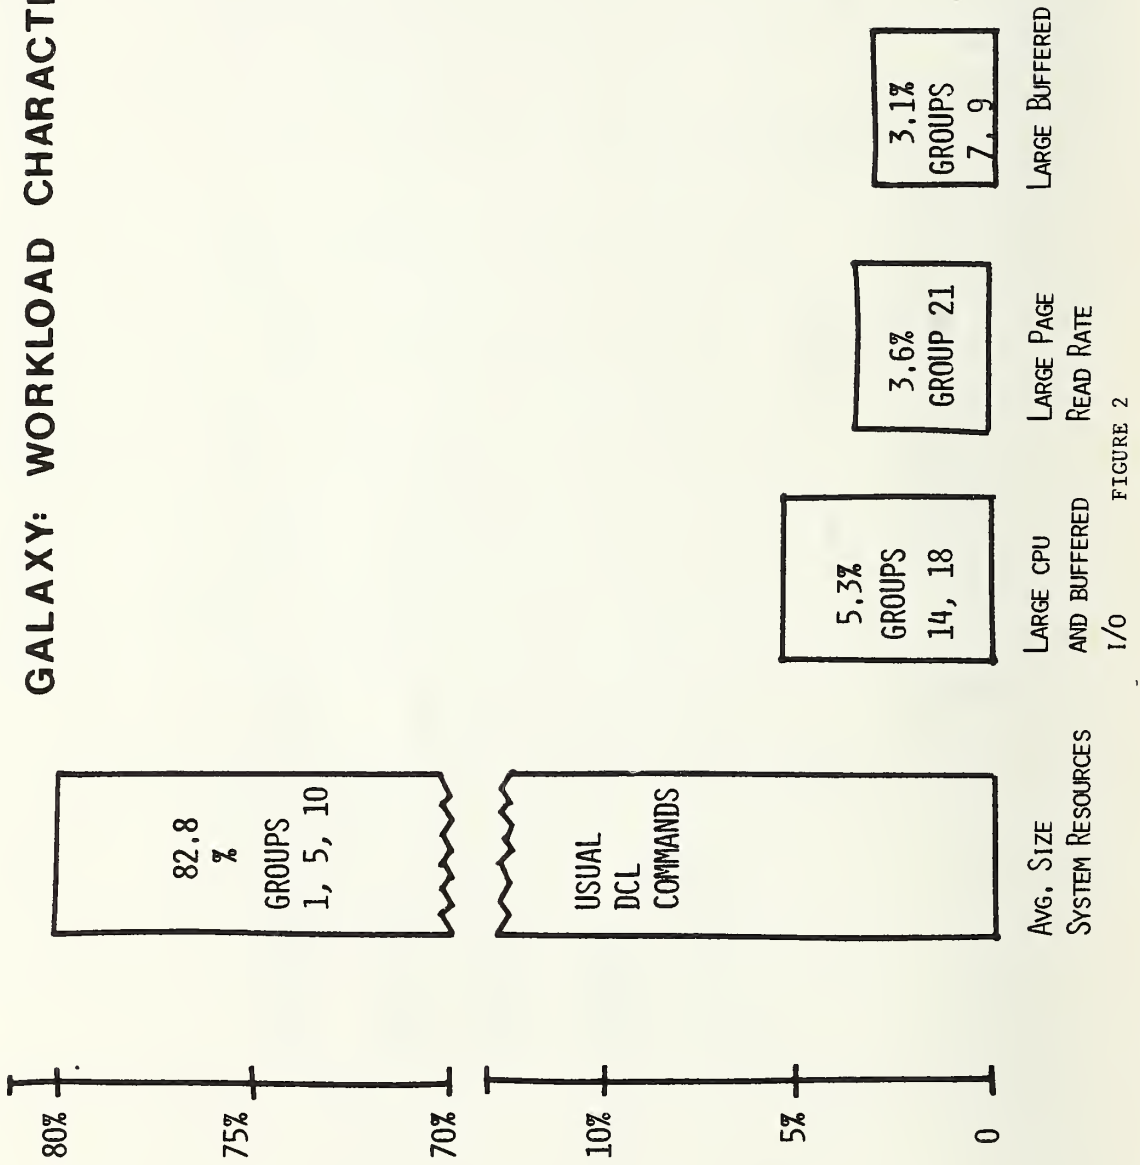 GALAXY: WORKLOAD
80%
75%
70%
10%
5%
0
82.8
%
GROUPS
1, 5, 10
USUAL
DCL
COMMANDS
AVG. SIZE
SYSTEM RESOURCES
5.3%
GROUPS
14, 18
LARGE CPU
AND BUFFERED
I/O
3.6%
GROUP 21
LARGE PAGE
READ RATE
3.1%
GROUPS
7, 9
LARGE BUFFERED
FIGURE 2